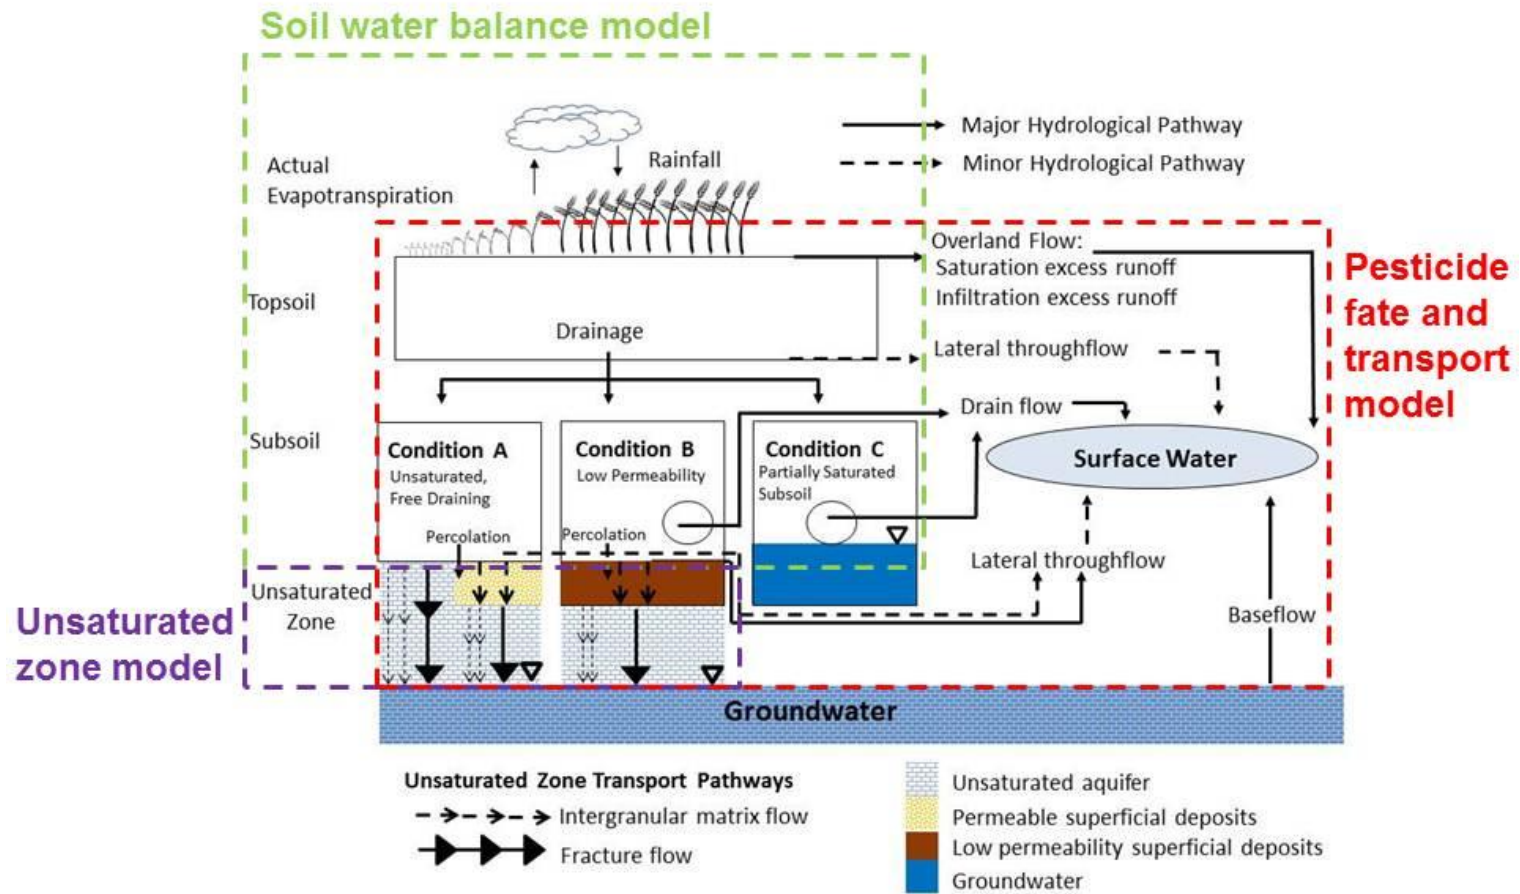 Soil water balance model
Major Hydrological Pathway
Minor Hydrological Pathway
Actual
Evapotranspiration
Rainfall
Overland Flow:
Saturation excess runoff
Infiltration excess runoff
Pesticide
fate and
transport
model
Topsoil
Drainage
Lateral throughflow
Drain flow
Subsoil
Condition A
Unsaturated,
Free Draining
Percolation
Condition B
Low Permeability
Percolation
Condition C
Partially Saturated
Subsoil
Surface Water
Lateral throughflow
Baseflow
Unsaturated
Zone
Unsaturated
zone model
Groundwater
Unsaturated Zone Transport Pathways
Intergranular matrix flow
Fracture flow
Unsaturated aquifer
Permeable superficial deposits
Low permeability superficial deposits
Groundwater